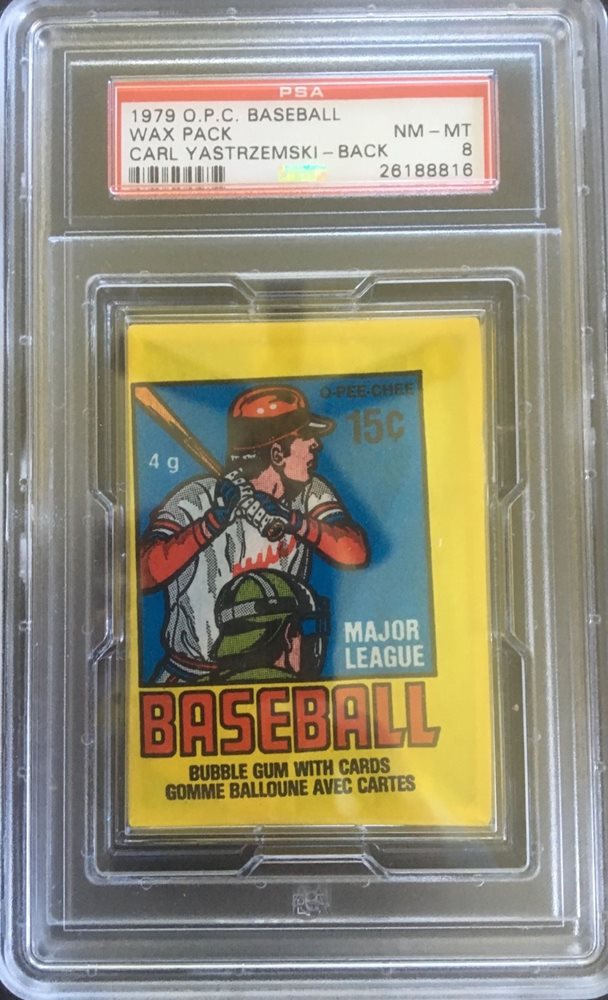 PSA
1979 O.P.C. BASEBALL
WAX PACK NM-MT
CARL YASTRZEMSKI-BACK 8
26188816
O-PEE-CHEE
15¢
4 g
MAJOR
LEAGUE
BASEBALL
BUBBLE GUM WITH CARDS
GOMME BALLOUNE AVEC CARTES